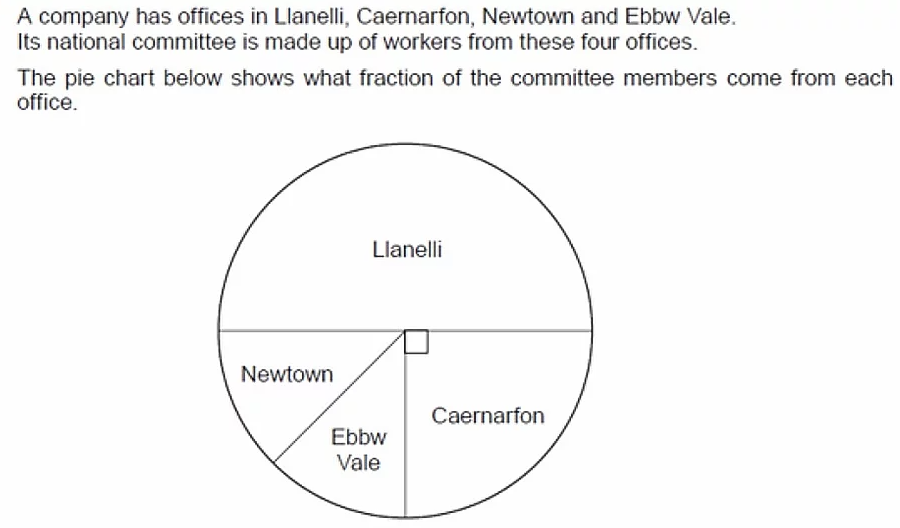 A company has offices in Llanelli, Caernarfon, Newtown and Ebbw Vale.
Its national committee is made up of workers from these four offices.
The pie chart below shows what fraction of the committee members come from each
office.
Llanelli
Newtown
Caernarfon
Ebbw
Vale